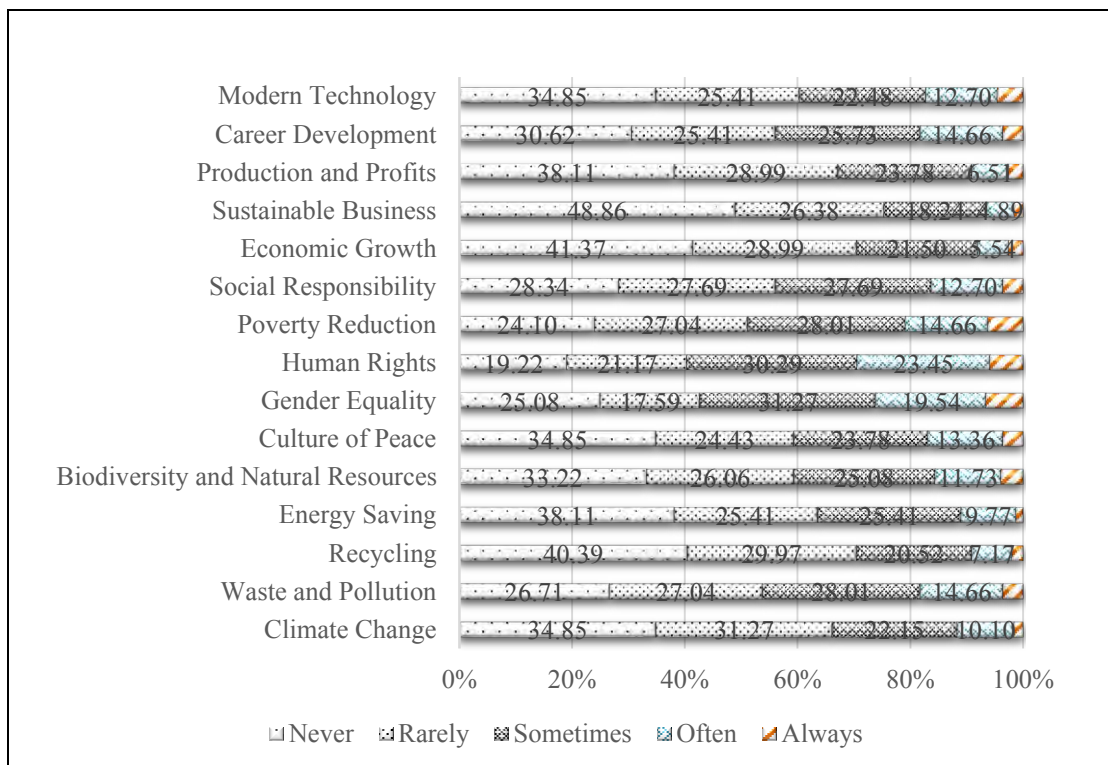 Modern Technology 34.85 25.41 22.48 12.70
Career Development 30.62 25.41 25.73 14.66
Production and Profits 38.11 28.99 23.78 6.51
Sustainable Business 48.86 26.38 18.24 4.89
Economic Growth 41.37 28.99 21.50 5.54
Social Responsibility 28.34 27.69 27.69 12.70
Poverty Reduction 24.10 27.04 28.01 14.66
Human Rights 19.22 21.17 30.29 23.45
Gender Equality 25.08 17.59 31.27 19.54
Culture of Peace 34.85 24.43 23.78 13.36
Biodiversity and Natural Resources 33.22 26.06 25.08 11.73
Energy Saving 38.11 25.41 25.41 9.77
Recycling 40.39 29.97 20.52 7.17
Waste and Pollution 26.71 27.04 28.01 14.66
Climate Change 34.85 31.27 22.15 10.10
0% 20% 40% 60% 80% 100%
Never Rarely Sometimes Often Always